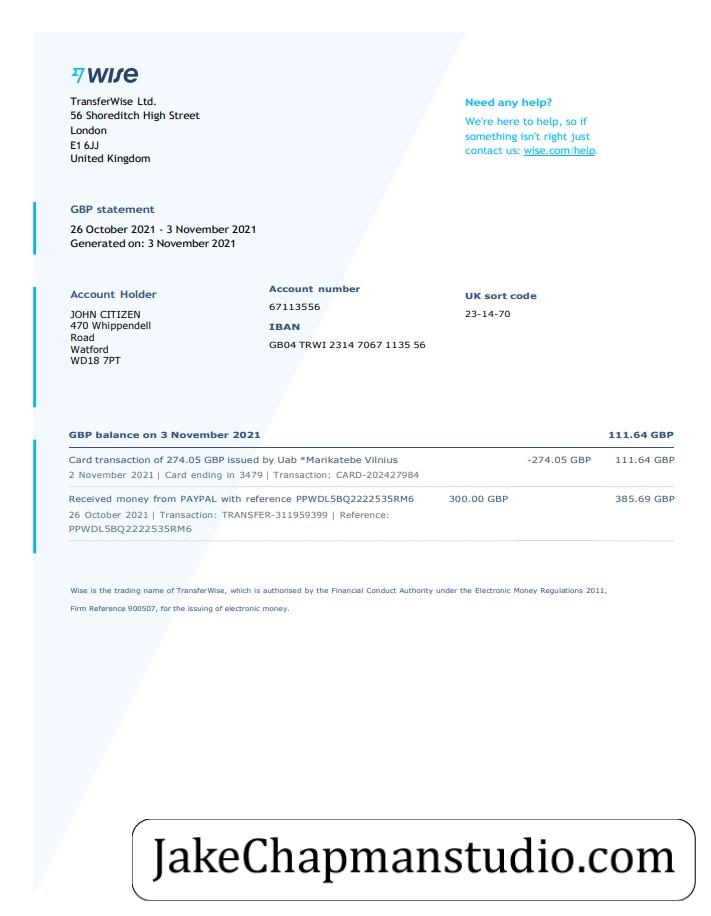 wise
TransferWise Ltd.
56 Shoreditch High Street
London
E1 6JJ
United Kingdom
Need any help?
We're here to help, so if
something isn't right just
contact us: wise.com/help.
GBP statement
26 October 2021 - 3 November 2021
Generated on: 3 November 2021
Account Holder
JOHN CITIZEN
470 Whippendell
Road
Watford
WD18 7PT
Account number
67113556
IBAN
GB04 TRWI 2314 7067 1135 56
UK sort code
23-14-70
GBP balance on 3 November 2021 111.64 GBP
Card transaction of 274.05 GBP issued by Uab *Marikatebe Vilnius -274.05 GBP 111.64 GBP
2 November 2021 | Card ending in 3479 | Transaction: CARD-202427984
Received money from PAYPAL with reference PPWDL5BQ2222535RM6 300.00 GBP 385.69 GBP
26 October 2021 | Transaction: TRANSFER-311959399 | Reference:
PPWDL5BQ2222535RM6
Wise is the trading name of TransferWise, which is authorised by the Financial Conduct Authority under the Electronic Money Regulations 2011,
Firm Reference 900507, for the issuing of electronic money.
JakeChapmanstudio.com